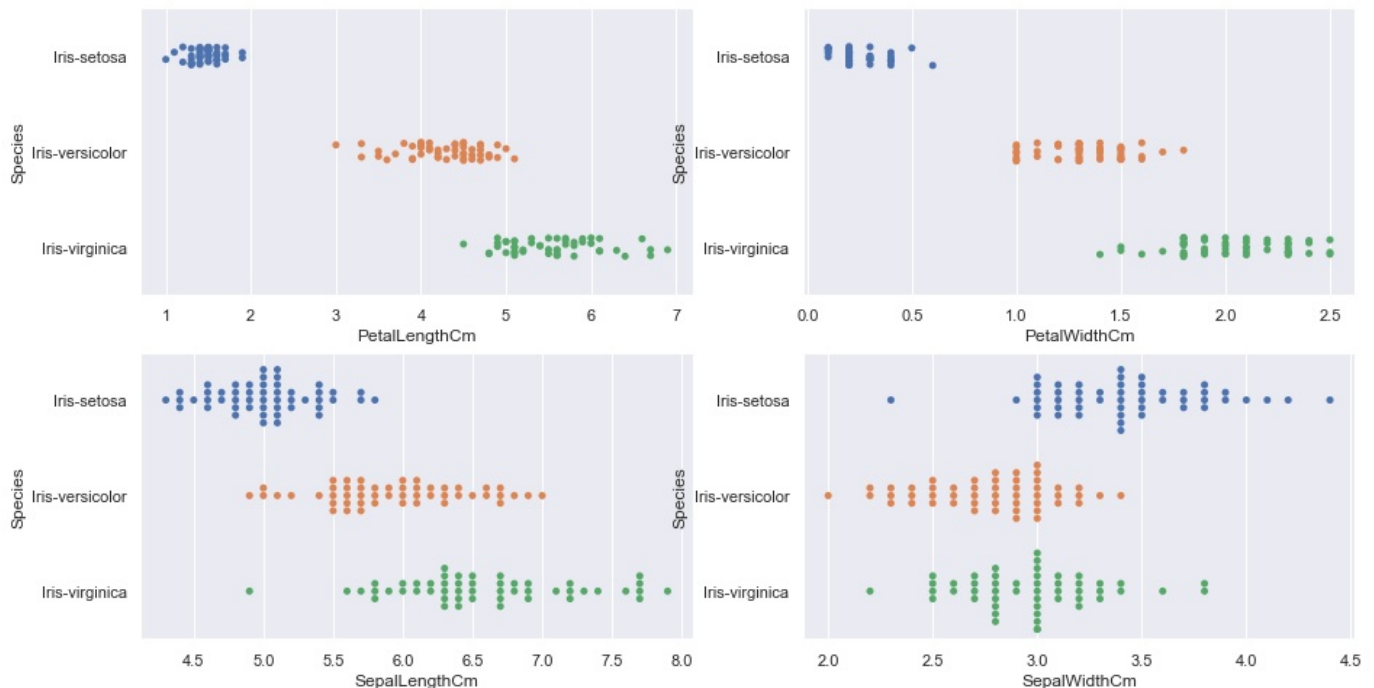 Iris-setosa
Iris-versicolor
Iris-virginica
Species
1 2 3 4 5 6 7
PetalLengthCm
Iris-setosa
Iris-versicolor
Iris-virginica
Species
0.0 0.5 1.0 1.5 2.0 2.5
PetalWidthCm
Iris-setosa
Iris-versicolor
Iris-virginica
Species
4.5 5.0 5.5 6.0 6.5 7.0 7.5 8.0
SepalLengthCm
Iris-setosa
Iris-versicolor
Iris-virginica
Species
2.0 2.5 3.0 3.5 4.0 4.5
SepalWidthCm